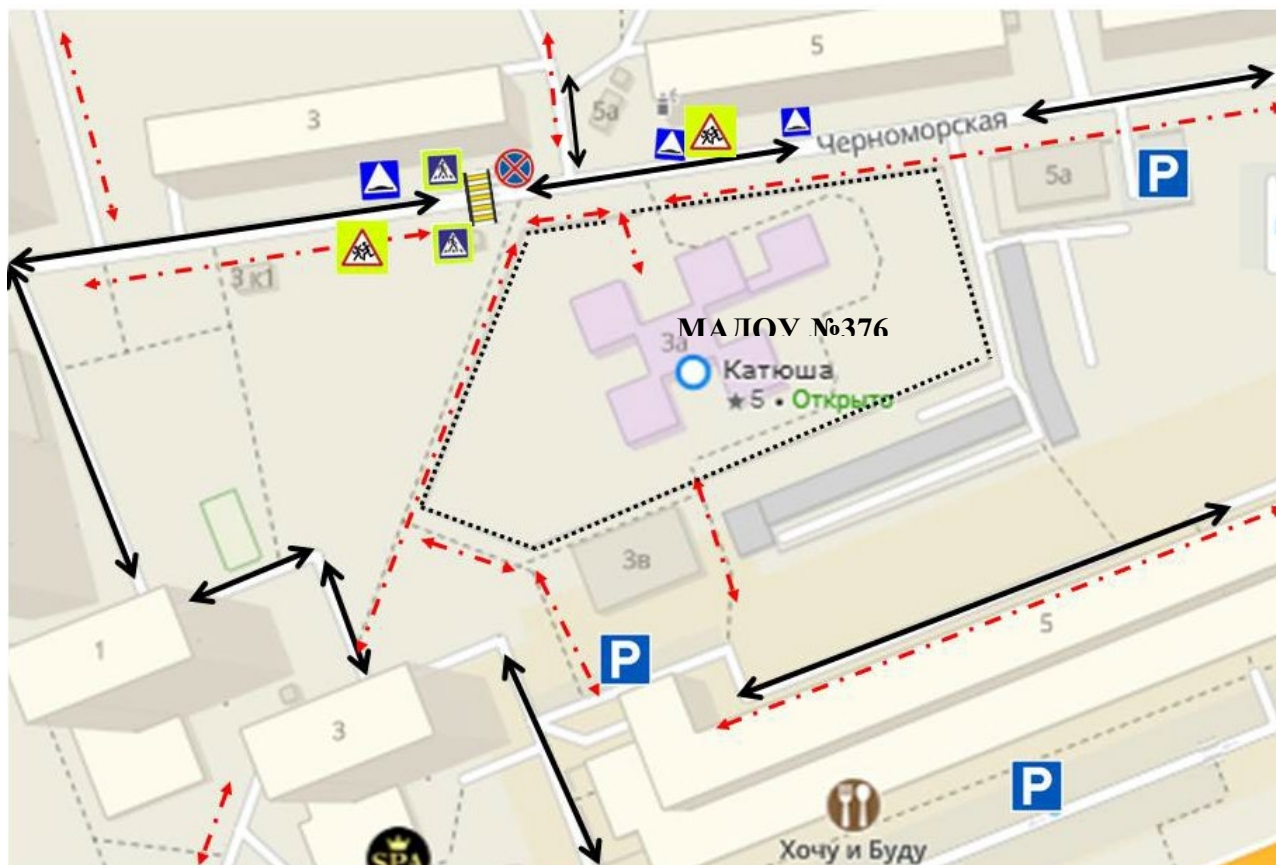 5
3
5а
Черноморская
P
5а
3 к1
МАДОУ №376
3а
Катюша
★5 • Открыто
3в
5
P
1
3
P
SPA
Хочу и Буду